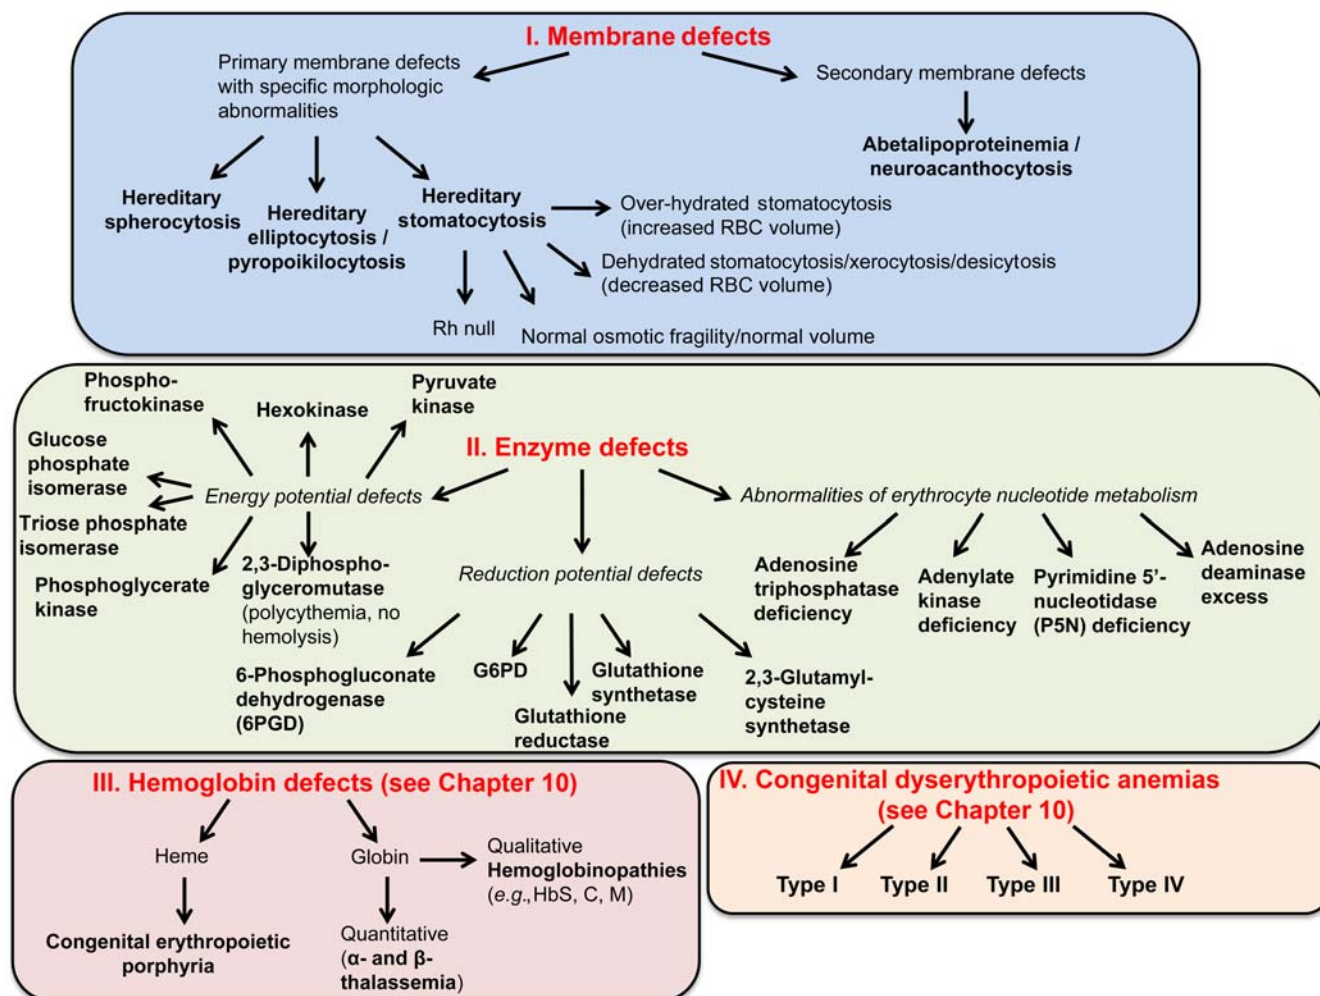 I. Membrane defects
Primary membrane defects
with specific morphologic
abnormalities
Secondary membrane defects
Abetalipoproteinemia /
neuroacanthocytosis
Hereditary
spherocytosis
Hereditary
elliptocytosis /
pyropoikilocytosis
Hereditary
stomatocytosis
Over-hydrated stomatocytosis
(increased RBC volume)
Dehydrated stomatocytosis/xerocytosis/desicytosis
(decreased RBC volume)
Rh null
Normal osmotic fragility/normal volume
II. Enzyme defects
Phospho-
fructokinase
Hexokinase
Pyruvate
kinase
Glucose
phosphate
isomerase
Energy potential defects
Triose phosphate
isomerase
Phosphoglycerate
kinase
2,3-Diphospho-
glyceromutase
(polycythemia, no
hemolysis)
Reduction potential defects
6-Phosphogluconate
dehydrogenase
(6PGD)
G6PD
Glutathione
reductase
Glutathione
synthetase
2,3-Glutamyl-
cysteine
synthetase
Abnormalities of erythrocyte nucleotide metabolism
Adenosine
triphosphatase
deficiency
Adenylate
kinase
deficiency
Pyrimidine 5’-
nucleotidase
(P5N) deficiency
Adenosine
deaminase
excess
III. Hemoglobin defects (see Chapter 10)
Heme
Congenital erythropoietic
porphyria
Globin
Qualitative
Hemoglobinopathies
(e.g.,HbS, C, M)
Quantitative
(α- and β-
thalassemia)
IV. Congenital dyserythropoietic anemias
(see Chapter 10)
Type I
Type II
Type III
Type IV